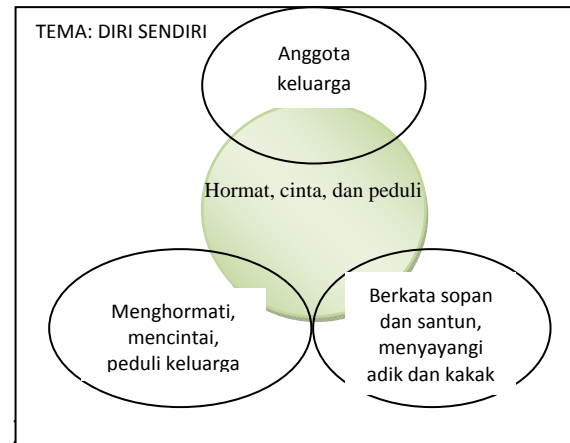 TEMA: DIRI SENDIRI
Anggota
keluarga
Hormat, cinta, dan peduli
Menghormati,
mencintai,
peduli keluarga
Berkata sopan
dan santun,
menyayangi
adik dan kakak